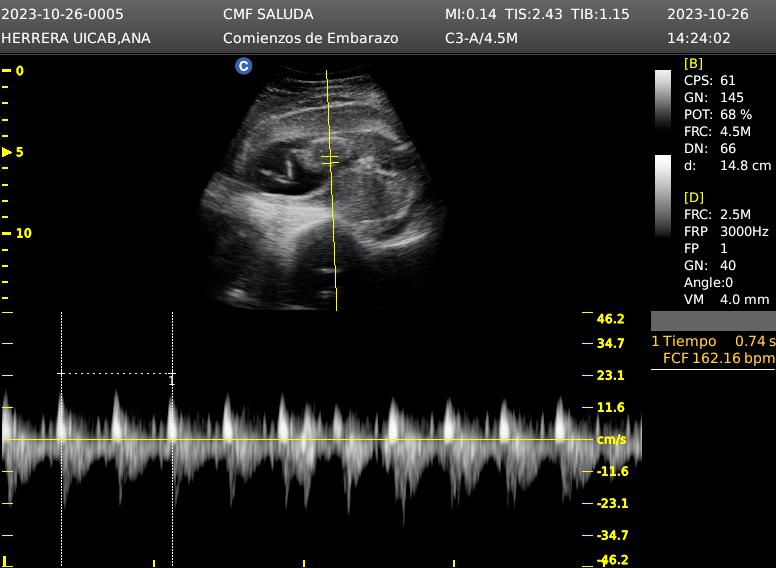 2023-10-26-0005 CMF SALUDA MI:0.14 TIS:2.43 TIB:1.15 2023-10-26
HERRERA UICAB,ANA Comienzos de Embarazo C3-A/4.5M 14:24:02
C
0
5
10
[B]
CPS: 61
GN: 145
POT: 68 %
FRC: 4.5M
DN: 66
d: 14.8 cm
[D]
FRC: 2.5M
FRP 3000Hz
FP 1
GN: 40
Angle:0
VM 4.0 mm
1 Tiempo 0.74 s
FCF 162.16 bpm
1
46.2
34.7
23.1
11.6
cm/s
-11.6
-23.1
-34.7
-46.2